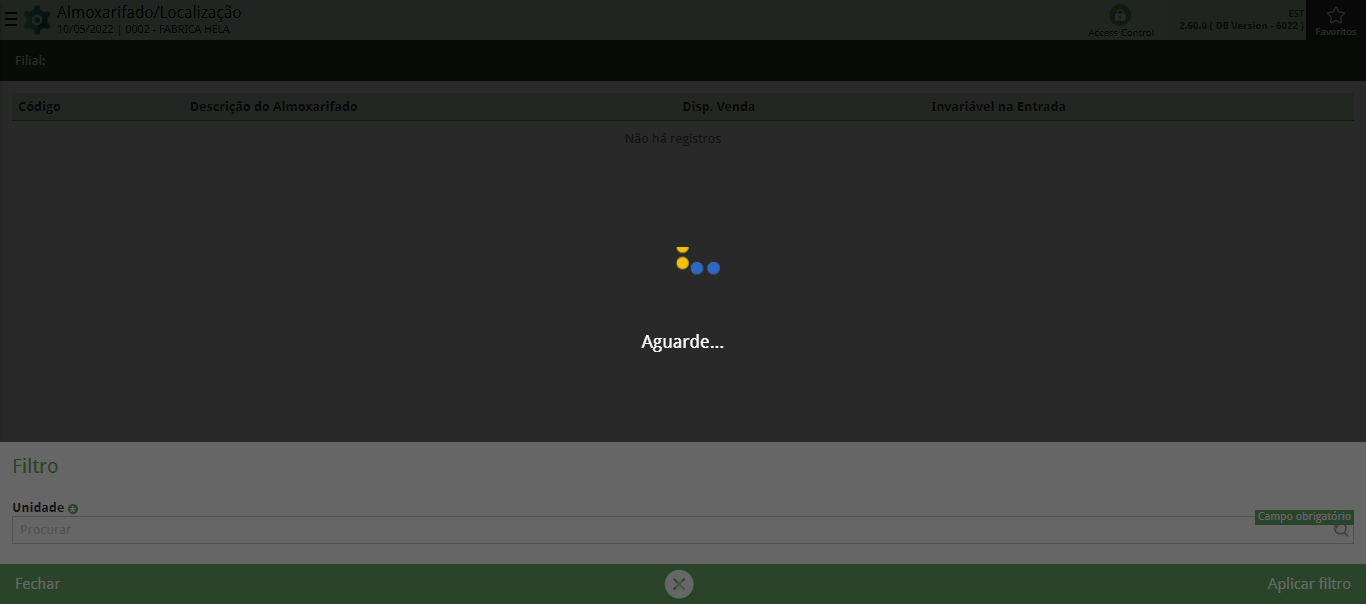 Almoxarifado/Localização
10/05/2022 | 0002 - FABRICA HELA
Access Control
EST
2.60.0 ( DB Version - 6022 )
Favoritos
Filial:
Código Descrição do Almoxarifado Disp. Venda Invariável na Entrada
Não há registros
Aguarde...
Filtro
Unidade
Campo obrigatório
Procurar
Fechar Aplicar filtro